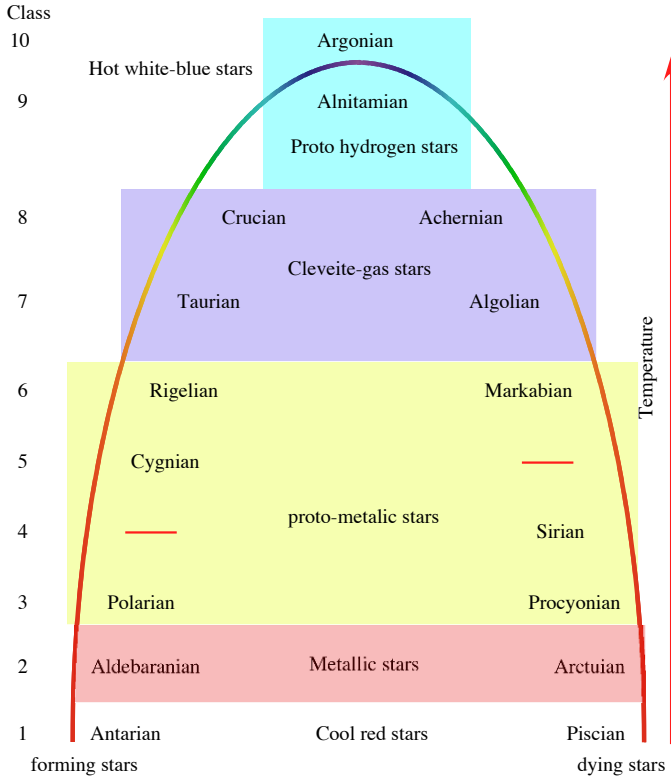 Class
10
Argonian
Hot white-blue stars
9
Alnitamian
Proto hydrogen stars
8
Crucian
Achernian
Cleveite-gas stars
7
Taurian
Algolian
Temperature
6
Rigelian
Markabian
5
Cygnian
proto-metalic stars
4
Sirian
3
Polarian
Procyonian
2
Aldebaranian
Metallic stars
Arctuian
1
Antarian
Cool red stars
Piscian
forming stars
dying stars